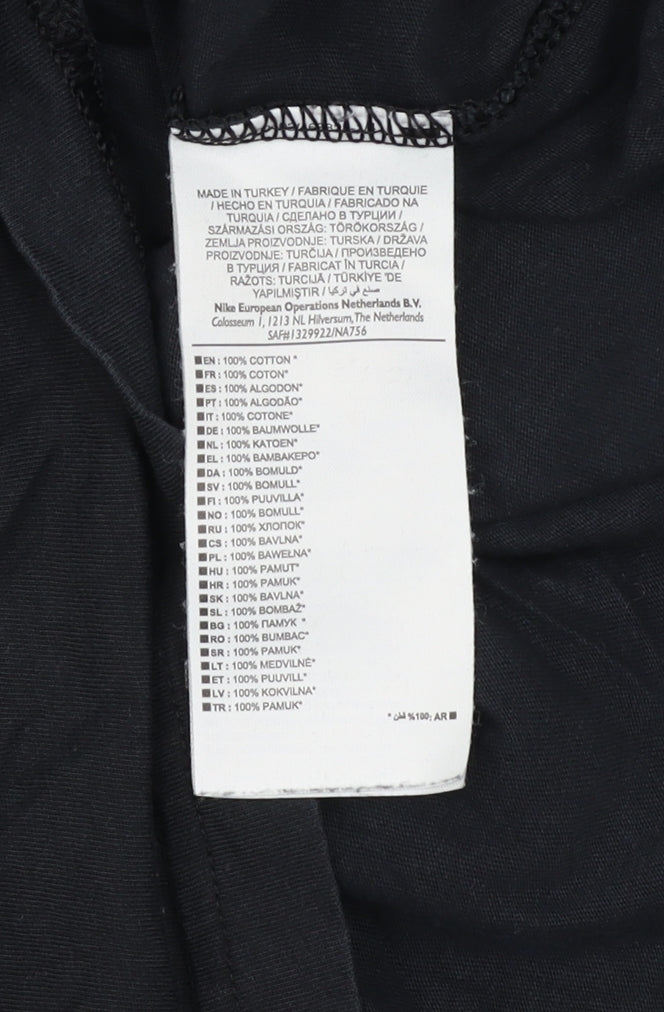 MADE IN TURKEY / FABRIQUE EN TURQUIE
/ HECHO EN TURQUIA / FABRICADO NA
TURQUIA / СДЕЛАНО В ТУРЦИИ /
SZÁRMAZÁSI ORSZÁG: TÖRÖKORSZÁG /
ZEMLJA PROIZVODNJE: TURSKA / DRŽAVA
PROIZVODNJE: TURČIJA / ПРОИЗВЕДЕНО
В ТУРЦИЯ / FABRICAT ÎN TURCIA /
RAŽOTS: TURCIJĀ / TÜRKİYE 'DE
YAPILMIŞTIR / صنع في تركيا /
Nike European Operations Netherlands B.V.
Colosseum 1, 1213 NL Hilversum, The Netherlands
SAF#1329922/NA756
EN : 100% COTTON *
FR : 100% COTON*
ES : 100% ALGODON*
PT : 100% ALGODÃO*
IT : 100% COTONE*
DE : 100% BAUMWOLLE*
NL : 100% KATOEN*
EL : 100% ΒΑΜΒΑΚΕΡΟ*
DA : 100% BOMULD*
SV : 100% BOMULL*
FI : 100% PUUVILLA*
NO : 100% BOMULL*
RU : 100% ХЛОПОК*
CS : 100% BAVLNA*
PL : 100% BAWEŁNA*
HU : 100% PAMUT*
HR : 100% PAMUK*
SK : 100% BAVLNA*
SL : 100% BOMBAŽ*
BG : 100% ПАМУК *
RO : 100% BUMBAC*
SR : 100% PAMUK*
LT : 100% MEDVILNĖ*
ET : 100% PUUVILL*
LV : 100% KOKVILNA*
TR : 100% PAMUK*
* قطن %100; AR